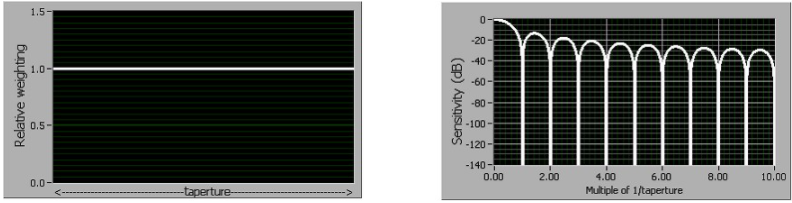 Relative weighting
1.5
1.0
0.5
0.0
<--------------------taperture-------------------->
Sensitivity (dB)
0
-20
-40
-60
-80
-100
-120
-140
0.00 2.00 4.00 6.00 8.00 10.00
Multiple of 1/taperture